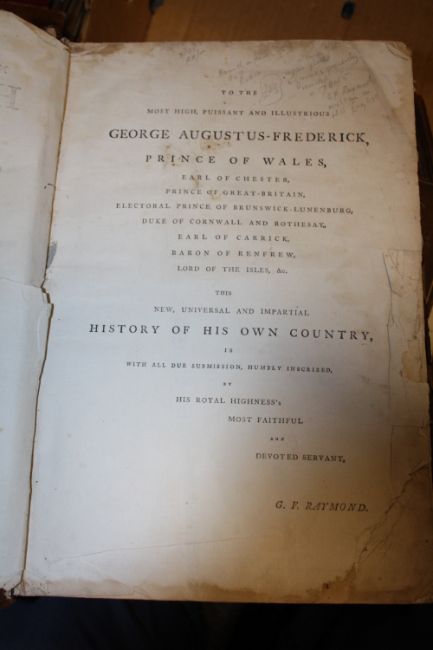 TO THE
MOST HIGH, PUISSANT AND ILLUSTRIOUS
GEORGE AUGUSTUS-FREDERICK,
PRINCE OF WALES,
EARL OF CHESTER,
PRINCE OF GREAT-BRITAIN,
ELECTORAL PRINCE OF BRUNSWICK-LUNENBURG,
DUKE OF CORNWALL AND ROTHESAY,
EARL OF CARRICK,
BARON OF RENFREW,
LORD OF THE ISLES, &c.
THIS
NEW, UNIVERSAL AND IMPARTIAL
HISTORY OF HIS OWN COUNTRY,
IS
WITH ALL DUE SUBMISSION, HUMBLY INSCRIBED,
BY
HIS ROYAL HIGHNESS's
MOST FAITHFUL
AND
DEVOTED SERVANT,
G. F. RAYMOND.